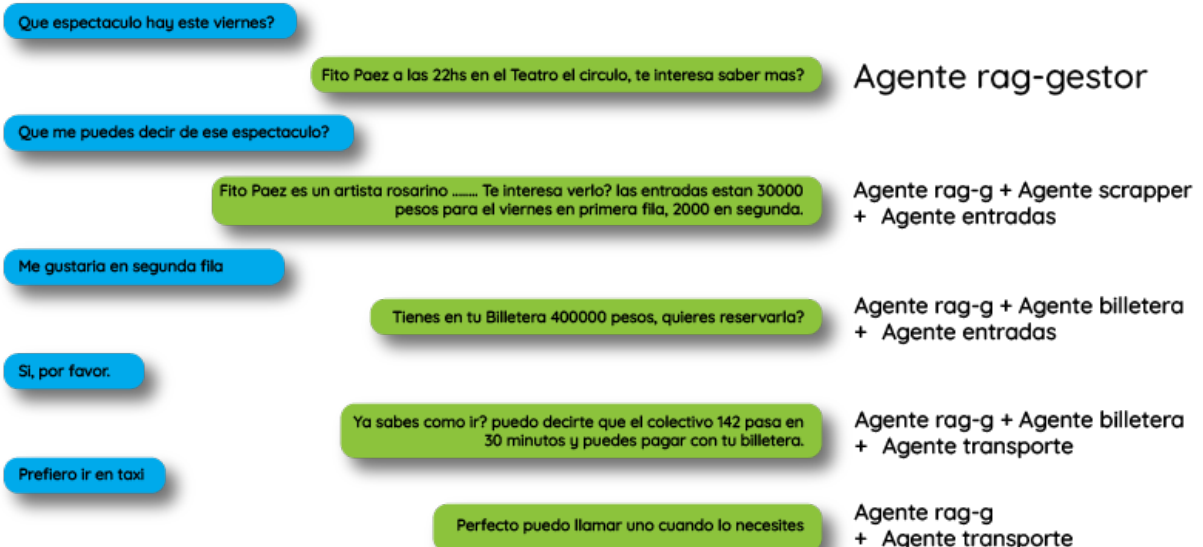 Que espectaculo hay este viernes?
Fito Paez a las 22hs en el Teatro el circulo, te interesa saber mas?
Agente rag-gestor
Que me puedes decir de ese espectaculo?
Fito Paez es un artista rosarino ........ Te interesa verlo? las entradas estan 30000
pesos para el viernes en primera fila, 2000 en segunda.
Agente rag-g + Agente scrapper
+ Agente entradas
Me gustaria en segunda fila
Tienes en tu Billetera 400000 pesos, quieres reservarla?
Agente rag-g + Agente billetera
+ Agente entradas
Si, por favor.
Ya sabes como ir? puedo decirte que el colectivo 142 pasa en
30 minutos y puedes pagar con tu billetera.
Agente rag-g + Agente billetera
+ Agente transporte
Prefiero ir en taxi
Perfecto puedo llamar uno cuando lo necesites
Agente rag-g
+ Agente transporte